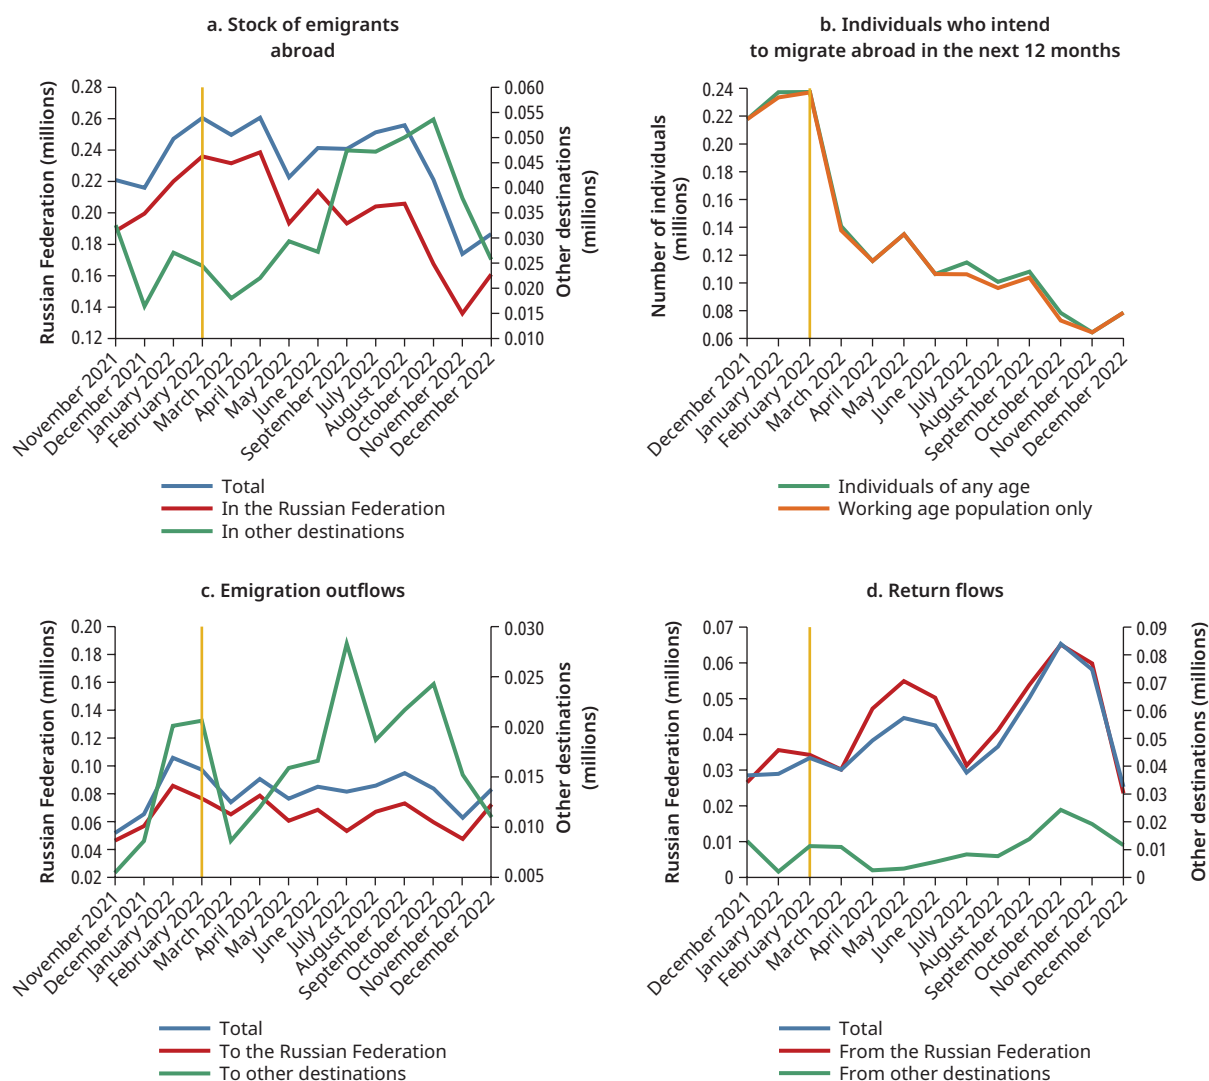 a. Stock of emigrants
abroad
Russian Federation (millions)
0.28
0.26
0.24
0.22
0.20
0.18
0.16
0.14
0.12
0.060
0.055
0.050
0.045
0.040
0.035
0.030
0.025
0.020
0.015
0.010
Other destinations
(millions)
November 2021
December 2021
January 2022
February 2022
March 2022
April 2022
May 2022
June 2022
September 2022
July 2022
August 2022
October 2022
November 2022
December 2022
Total
In the Russian Federation
In other destinations
b. Individuals who intend
to migrate abroad in the next 12 months
Number of individuals
(millions)
0.24
0.22
0.20
0.18
0.16
0.14
0.12
0.10
0.08
0.06
December 2021
January 2022
February 2022
March 2022
April 2022
May 2022
June 2022
July 2022
August 2022
September 2022
October 2022
November 2022
December 2022
Individuals of any age
Working age population only
c. Emigration outflows
Russian Federation (millions)
0.20
0.18
0.16
0.14
0.12
0.10
0.08
0.06
0.04
0.02
0.030
0.025
0.020
0.015
0.010
0.005
Other destinations
(millions)
November 2021
December 2021
January 2022
February 2022
March 2022
April 2022
May 2022
June 2022
July 2022
August 2022
September 2022
October 2022
November 2022
December 2022
Total
To the Russian Federation
To other destinations
d. Return flows
Russian Federation (millions)
0.07
0.06
0.05
0.04
0.03
0.02
0.01
0
0.09
0.08
0.07
0.06
0.05
0.04
0.03
0.02
0.01
0
Other destinations (millions)
December 2021
January 2022
February 2022
March 2022
April 2022
May 2022
June 2022
July 2022
August 2022
September 2022
October 2022
November 2022
December 2022
Total
From the Russian Federation
From other destinations